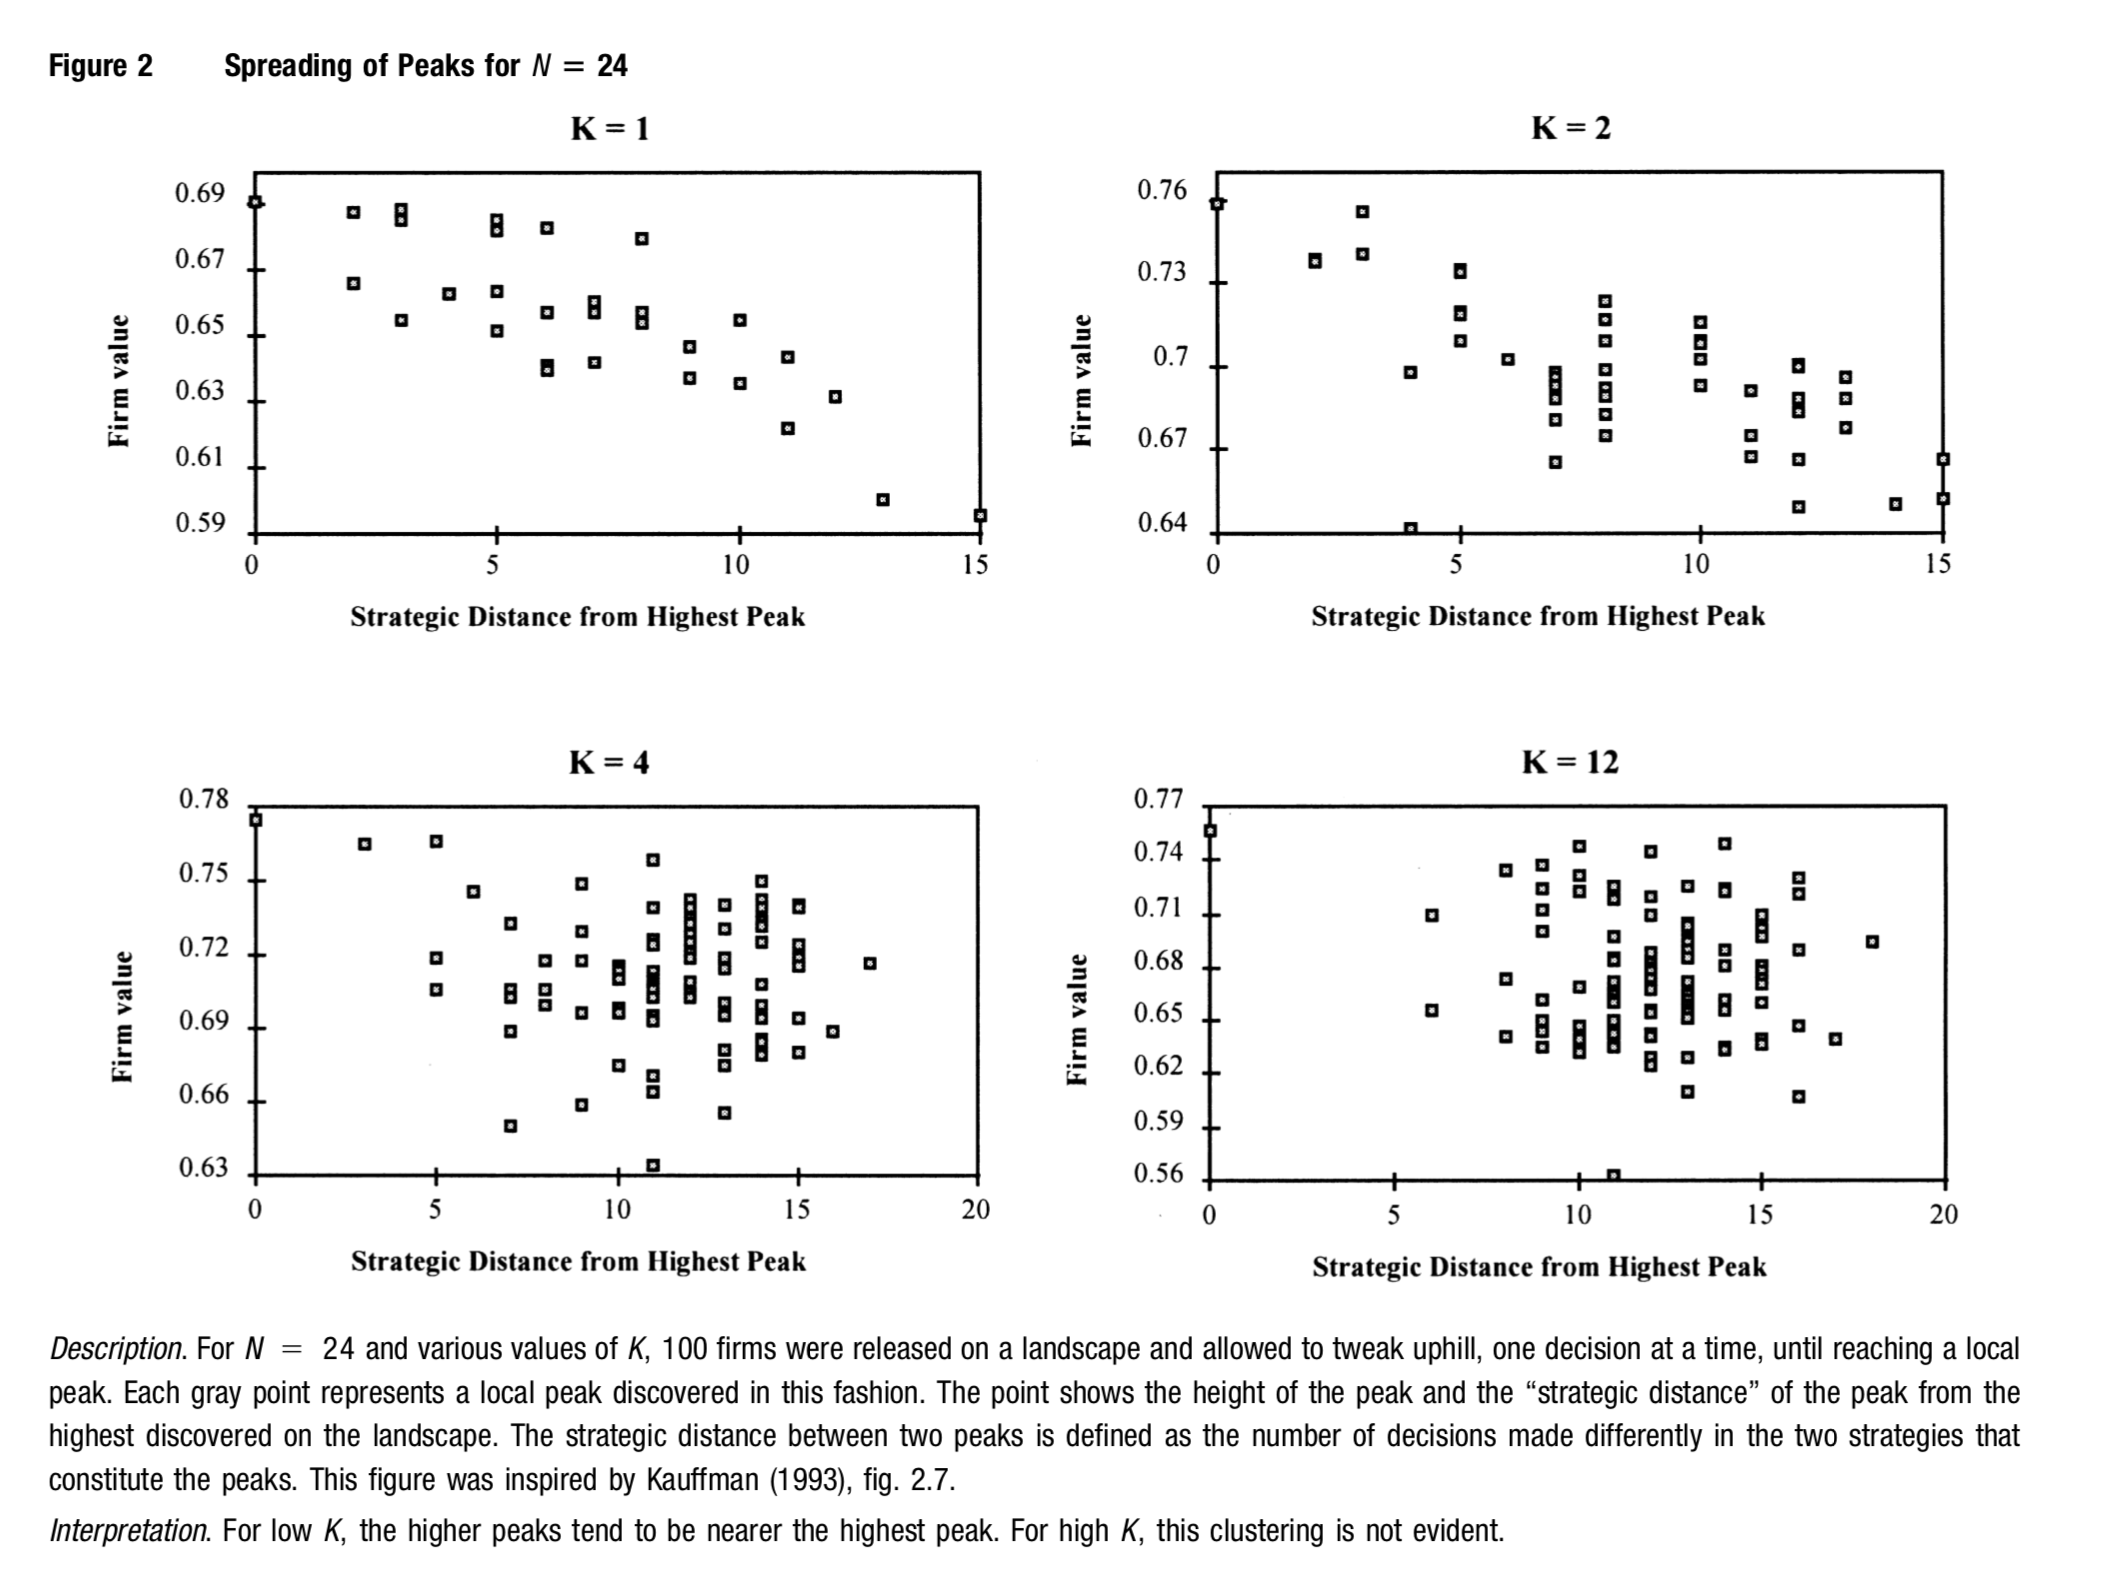 Figure 2 Spreading of Peaks for N = 24
K = 1
0.69
0.67
0.65
0.63
0.61
0.59
Firm value
0 5 10 15
Strategic Distance from Highest Peak
K = 2
0.76
0.73
0.7
0.67
0.64
Firm value
0 5 10 15
Strategic Distance from Highest Peak
K = 4
0.78
0.75
0.72
0.69
0.66
0.63
Firm value
0 5 10 15 20
Strategic Distance from Highest Peak
K = 12
0.77
0.74
0.71
0.68
0.65
0.62
0.59
0.56
Firm value
0 5 10 15 20
Strategic Distance from Highest Peak
Description. For N = 24 and various values of K, 100 firms were released on a landscape and allowed to tweak uphill, one decision at a time, until reaching a local
peak. Each gray point represents a local peak discovered in this fashion. The point shows the height of the peak and the “strategic distance” of the peak from the
highest discovered on the landscape. The strategic distance between two peaks is defined as the number of decisions made differently in the two strategies that
constitute the peaks. This figure was inspired by Kauffman (1993), fig. 2.7.
Interpretation. For low K, the higher peaks tend to be nearer the highest peak. For high K, this clustering is not evident.